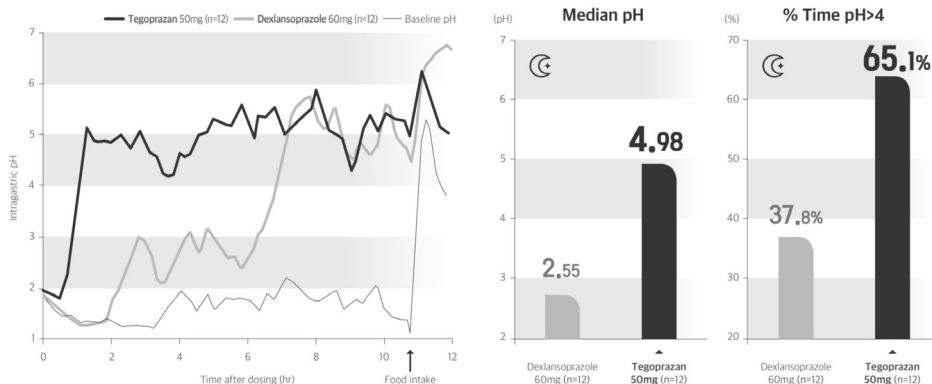 Tegoprazan 50mg (n=12) Dexlansoprazole 60mg (n=12) Baseline pH
Intragastric pH
7
6
5
4
3
2
1
0 2 4 6 8 10 12
Time after dosing (hr) Food intake
Median pH
(pH)
7
6
5
4
3
2
2.55
4.98
Dexlansoprazole
60mg (n=12)
Tegoprazan
50mg (n=12)
% Time pH>4
(%)
70
60
50
40
30
20
37.8%
65.1%
Dexlansoprazole
60mg (n=12)
Tegoprazan
50mg (n=12)